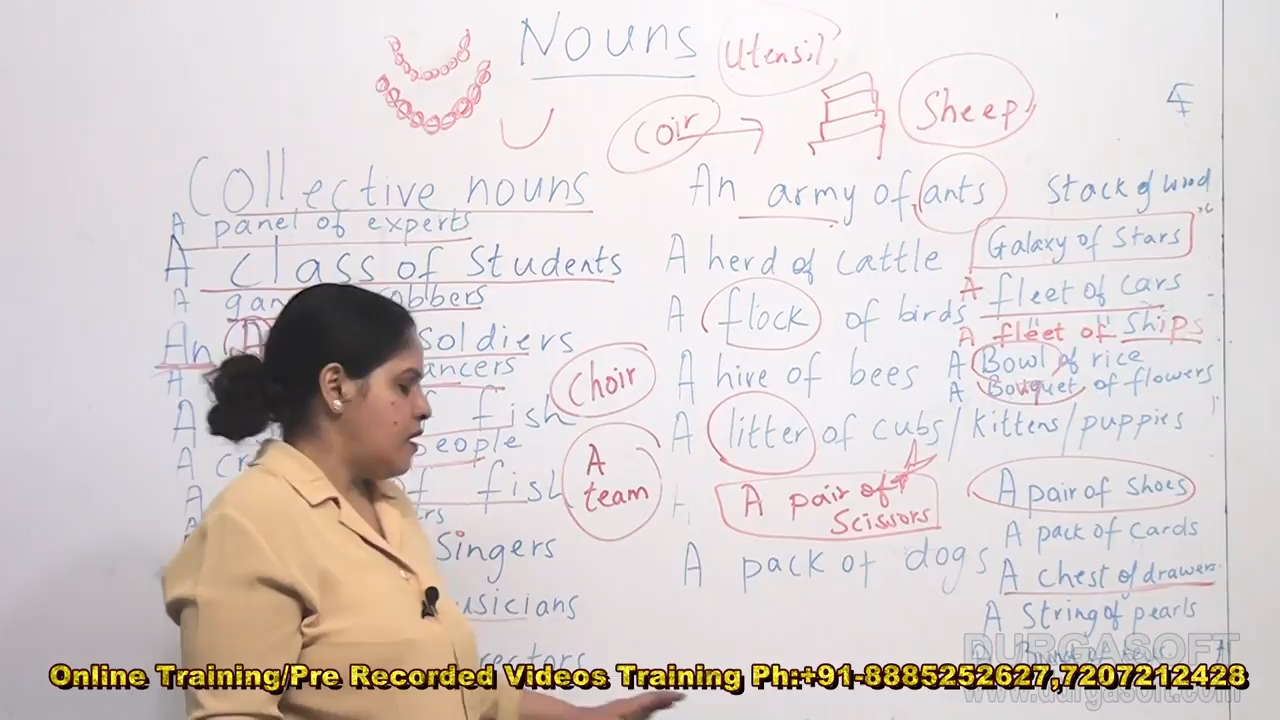 Nouns
Utensil
Coir
Sheep
Collective nouns
A panel of experts
A class of Students
A
An soldiers
A
A fish
people
A
fish
Singers
Choir
A team
An army of ants
A herd of cattle
A flock of birds
A hive of bees
A litter of cubs/kittens/puppies
A pair of Scissors
A pack of dogs
Stack of wood
Galaxy of Stars
A fleet of cars
A fleet of ships
A Bowl of rice
A Bouquet of flowers
A pair of shoes
A pack of cards
A chest of drawers
A String of pearls
DURGASOFT
www.durgasoft.com
Online Training/Pre Recorded Videos Training Ph:+91-8885252627,7207212428